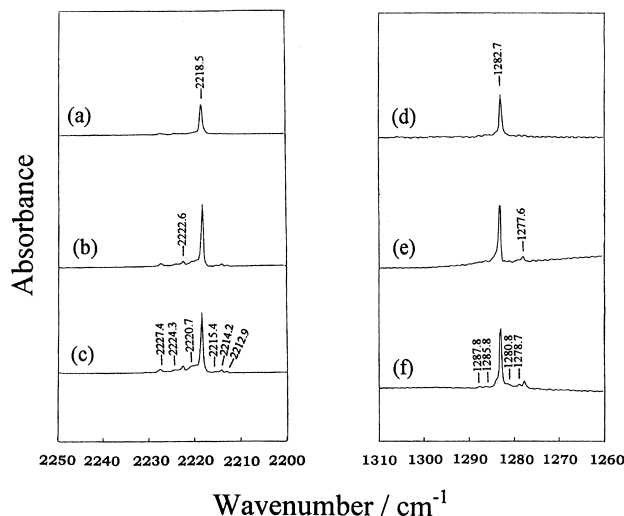 Absorbance
(a)
2218.5
(b)
2222.6
(c)
2227.4
2224.3
2220.7
2215.4
2214.2
2212.9
2250 2240 2230 2220 2210 2200
(d)
1282.7
(e)
1277.6
(f)
1287.8
1285.8
1280.8
1278.7
1310 1300 1290 1280 1270 1260
Wavenumber / cm⁻¹